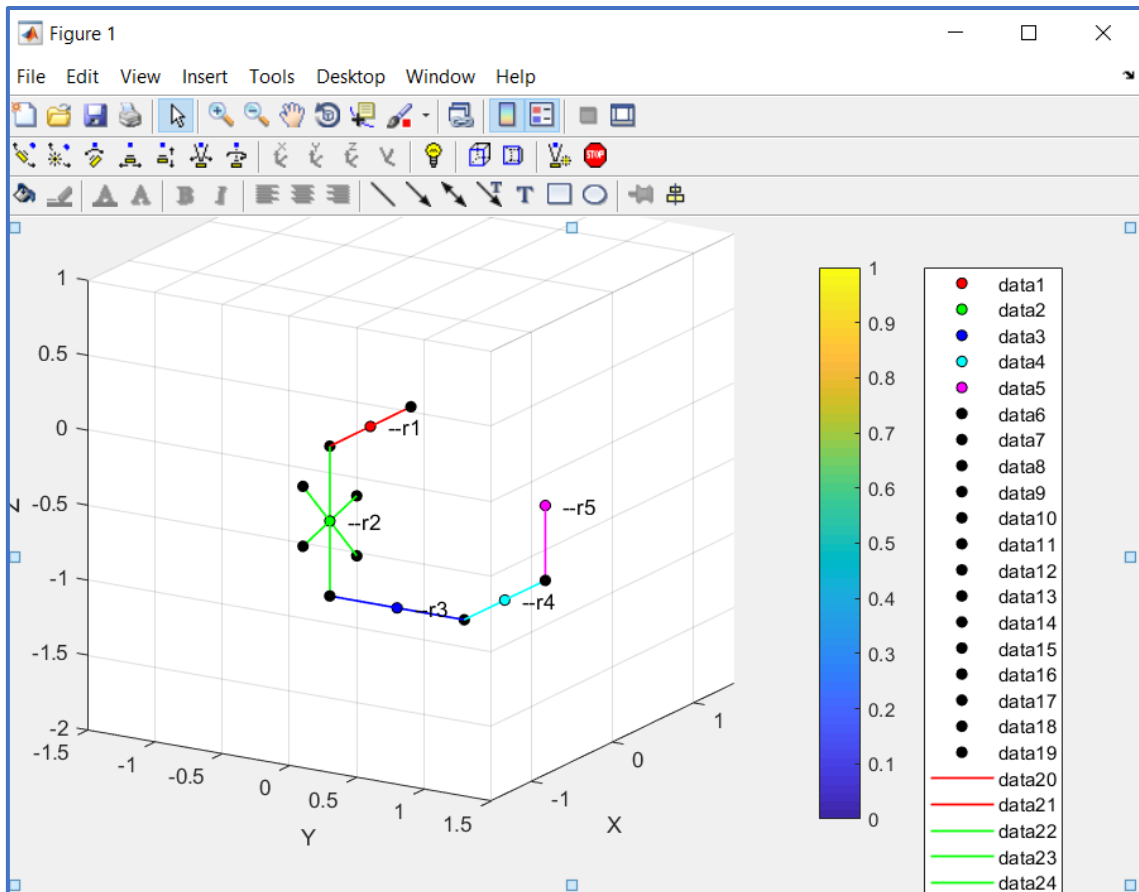 Figure 1
File Edit View Insert Tools Desktop Window Help
X Y Z
STOP
A A B I T T
1
0.5
0
-0.5
-1
-1.5
-2
Z
-1.5
-1
-0.5
0
0.5
1
1.5
Y
-1
0
1
X
--r1
--r2
--r3
--r4
--r5
1
0.9
0.8
0.7
0.6
0.5
0.4
0.3
0.2
0.1
0
data1
data2
data3
data4
data5
data6
data7
data8
data9
data10
data11
data12
data13
data14
data15
data16
data17
data18
data19
data20
data21
data22
data23
data24